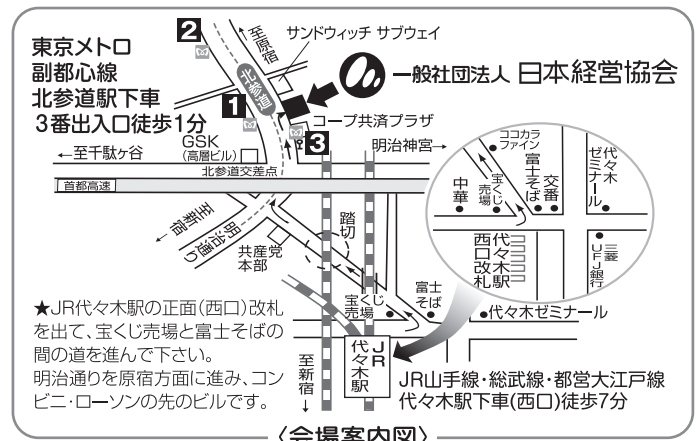 東京メトロ
副都心線
北参道駅下車
3番出入口徒歩1分
2
至原宿
サンドウィッチ サブウェイ
北参道
一般社団法人 日本経営協会
1
3
コープ共済プラザ
GSK
(高層ビル)
←至千駄ヶ谷
明治神宮→
北参道交差点
首都高速
至新宿
明治通り
共産党
本部
踏切
宝くじ
売場
富士
そば
代々木ゼミナール
JR
代々木駅
至新宿
ココカラ
ファイン
中華
宝くじ
売場
富士そば
交番
代々木
ゼミナール
代々木駅
西口改札
三菱
UFJ銀行
★JR代々木駅の正面(西口)改札
を出て、宝くじ売場と富士そばの
間の道を進んで下さい。
明治通りを原宿方面に進み、コン
ビニ・ローソンの先のビルです。
JR山手線・総武線・都営大江戸線
代々木駅下車(西口)徒歩7分
〈会場案内図〉